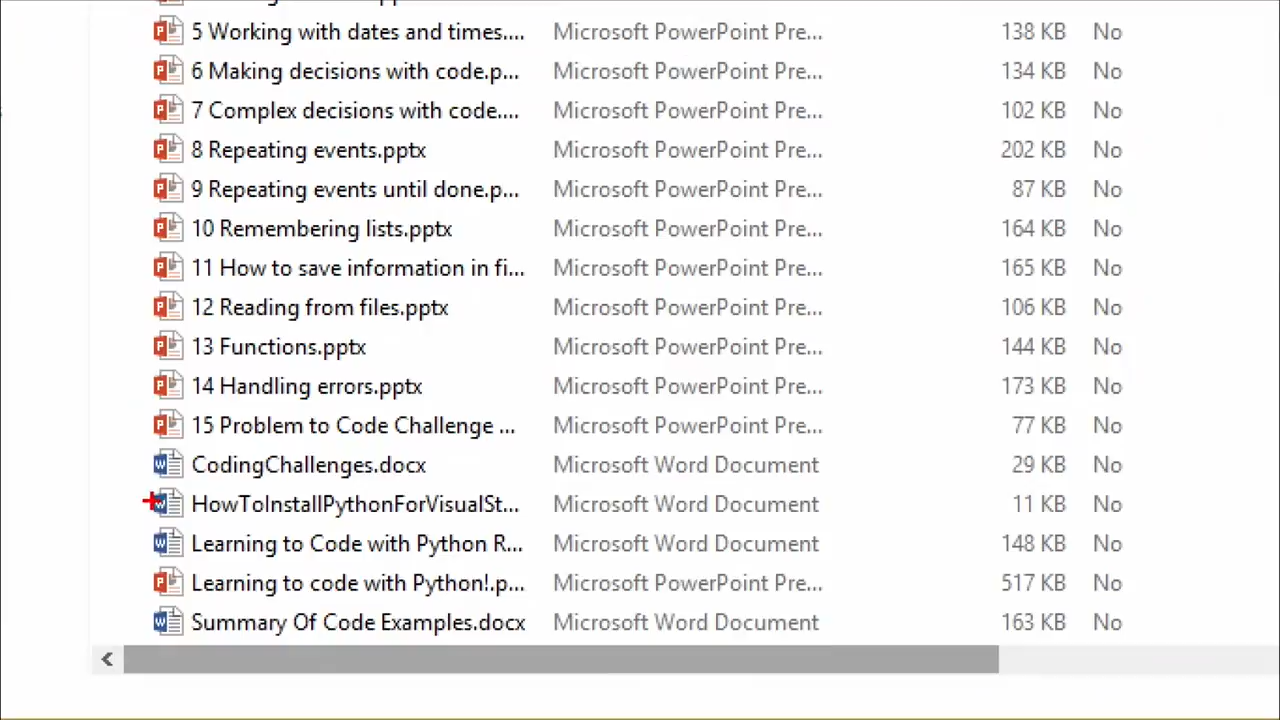 5 Working with dates and times.... Microsoft PowerPoint Pre... 138 KB No
6 Making decisions with code.p... Microsoft PowerPoint Pre... 134 KB No
7 Complex decisions with code.... Microsoft PowerPoint Pre... 102 KB No
8 Repeating events.pptx Microsoft PowerPoint Pre... 202 KB No
9 Repeating events until done.p... Microsoft PowerPoint Pre... 87 KB No
10 Remembering lists.pptx Microsoft PowerPoint Pre... 164 KB No
11 How to save information in fi... Microsoft PowerPoint Pre... 165 KB No
12 Reading from files.pptx Microsoft PowerPoint Pre... 106 KB No
13 Functions.pptx Microsoft PowerPoint Pre... 144 KB No
14 Handling errors.pptx Microsoft PowerPoint Pre... 173 KB No
15 Problem to Code Challenge ... Microsoft PowerPoint Pre... 77 KB No
CodingChallenges.docx Microsoft Word Document 29 KB No
HowToInstallPythonForVisualSt... Microsoft Word Document 11 KB No
Learning to Code with Python R... Microsoft Word Document 148 KB No
Learning to code with Python!.p... Microsoft PowerPoint Pre... 517 KB No
Summary Of Code Examples.docx Microsoft Word Document 163 KB No